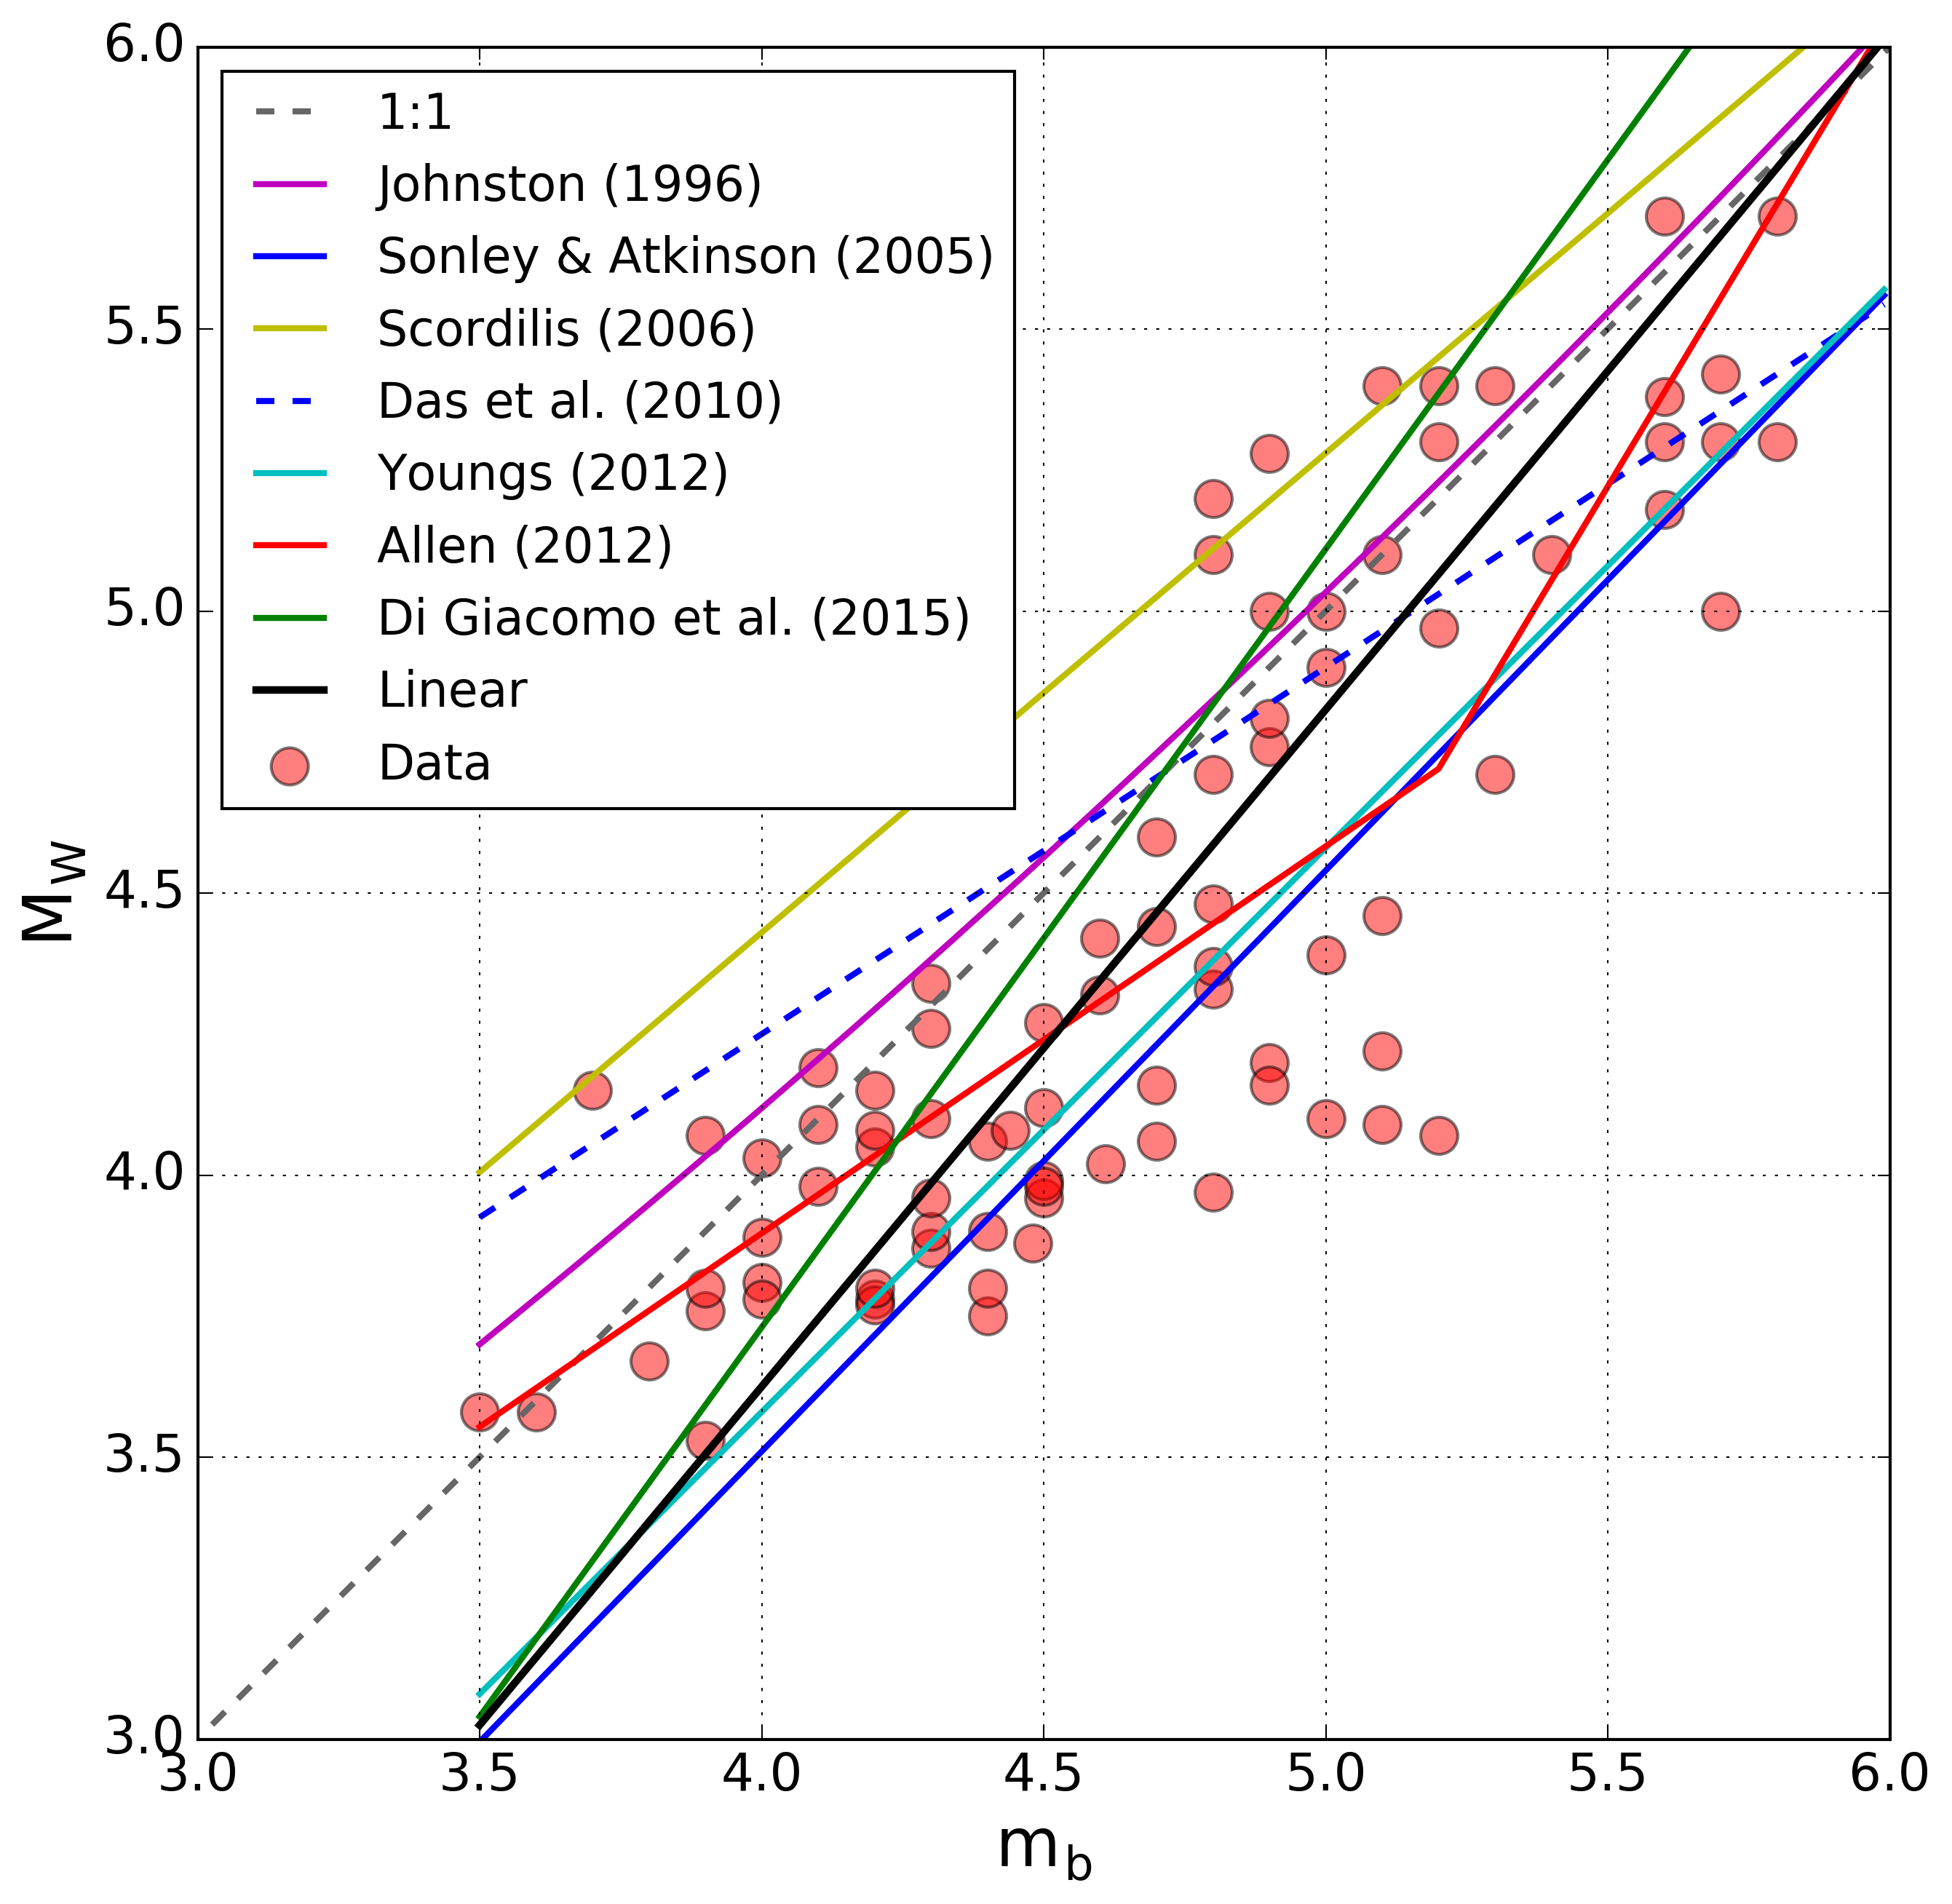 6.0
5.5
5.0
4.5
4.0
3.5
3.0
M_W
1:1
Johnston (1996)
Sonley & Atkinson (2005)
Scordilis (2006)
Das et al. (2010)
Youngs (2012)
Allen (2012)
Di Giacomo et al. (2015)
Linear
Data
3.0 3.5 4.0 4.5 5.0 5.5 6.0
m_b